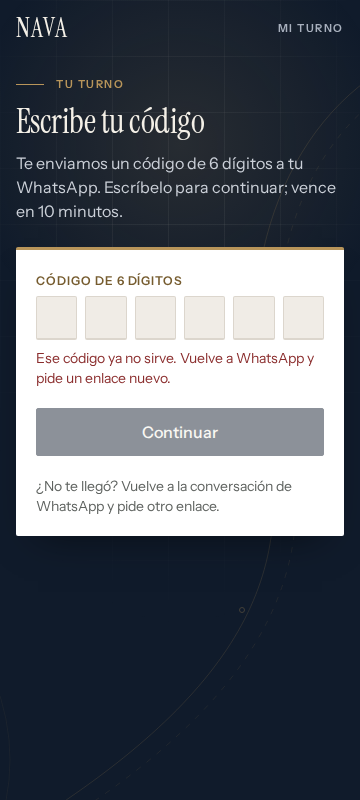 NAVA
MI TURNO
TU TURNO
Escribe tu código
Te enviamos un código de 6 dígitos a tu
WhatsApp. Escríbelo para continuar; vence
en 10 minutos.
CÓDIGO DE 6 DÍGITOS
Ese código ya no sirve. Vuelve a WhatsApp y
pide un enlace nuevo.
Continuar
¿No te llegó? Vuelve a la conversación de
WhatsApp y pide otro enlace.